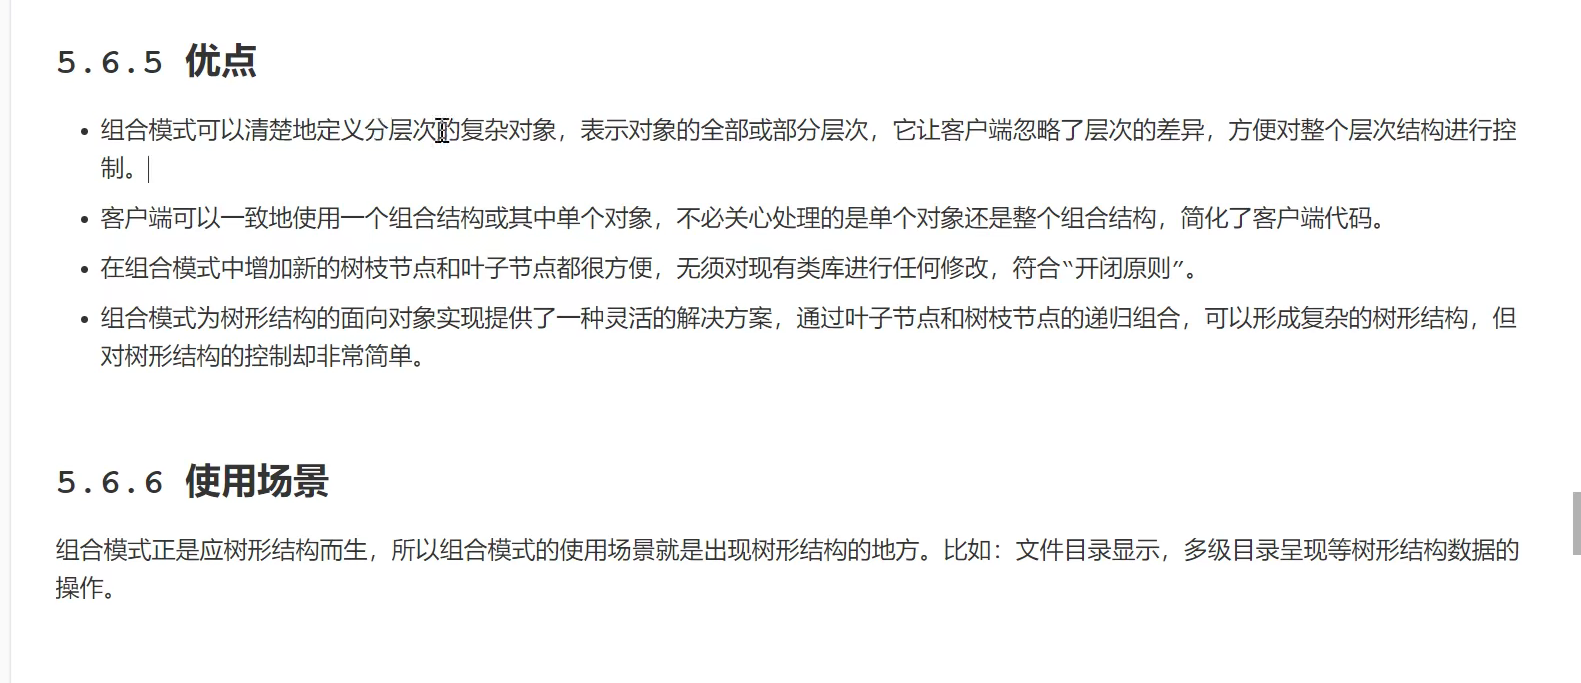 5.6.5 优点
组合模式可以清楚地定义分层次的复杂对象，表示对象的全部或部分层次，它让客户端忽略了层次的差异，方便对整个层次结构进行控
制。
客户端可以一致地使用一个组合结构或其中单个对象，不必关心处理的是单个对象还是整个组合结构，简化了客户端代码。
在组合模式中增加新的树枝节点和叶子节点都很方便，无须对现有类库进行任何修改，符合“开闭原则”。
组合模式为树形结构的面向对象实现提供了一种灵活的解决方案，通过叶子节点和树枝节点的递归组合，可以形成复杂的树形结构，但
对树形结构的控制却非常简单。
5.6.6 使用场景
组合模式正是应树形结构而生，所以组合模式的使用场景就是出现树形结构的地方。比如：文件目录显示，多级目录呈现等树形结构数据的
操作。